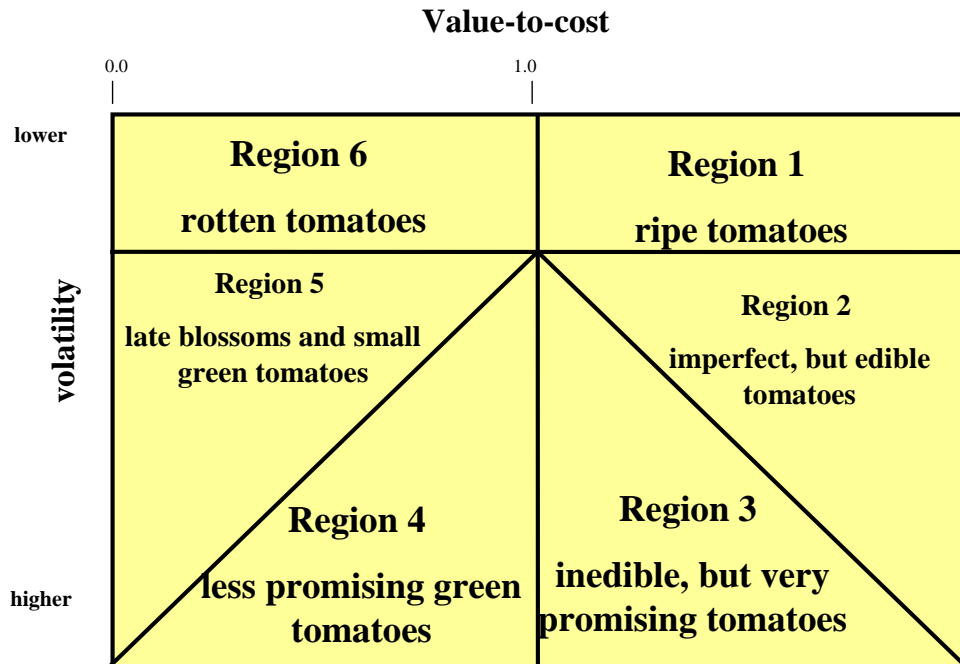 Value-to-cost
0.0
1.0
lower
Region 6
rotten tomatoes
Region 1
ripe tomatoes
volatility
Region 5
late blossoms and small
green tomatoes
Region 2
imperfect, but edible
tomatoes
Region 4
less promising green
tomatoes
Region 3
inedible, but very
promising tomatoes
higher